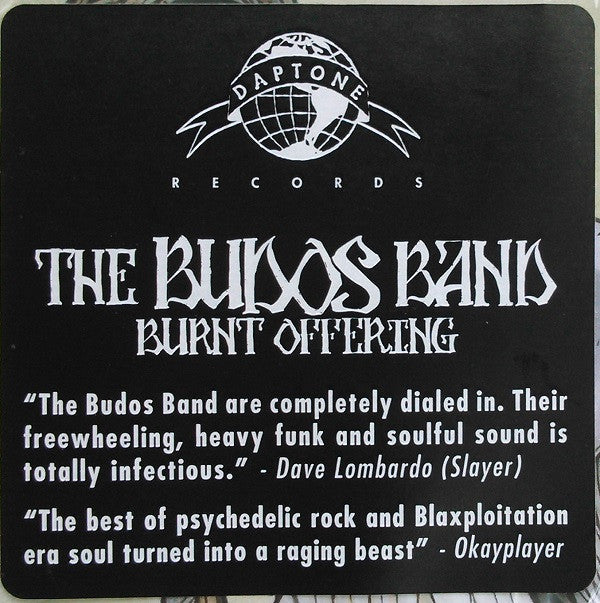 DAPTONE
RECORDS
THE BUDOS BAND
BURNT OFFERING
“The Budos Band are completely dialed in. Their
freewheeling, heavy funk and soulful sound is
totally infectious.” - Dave Lombardo (Slayer)
“The best of psychedelic rock and Blaxploitation
era soul turned into a raging beast” - Okayplayer